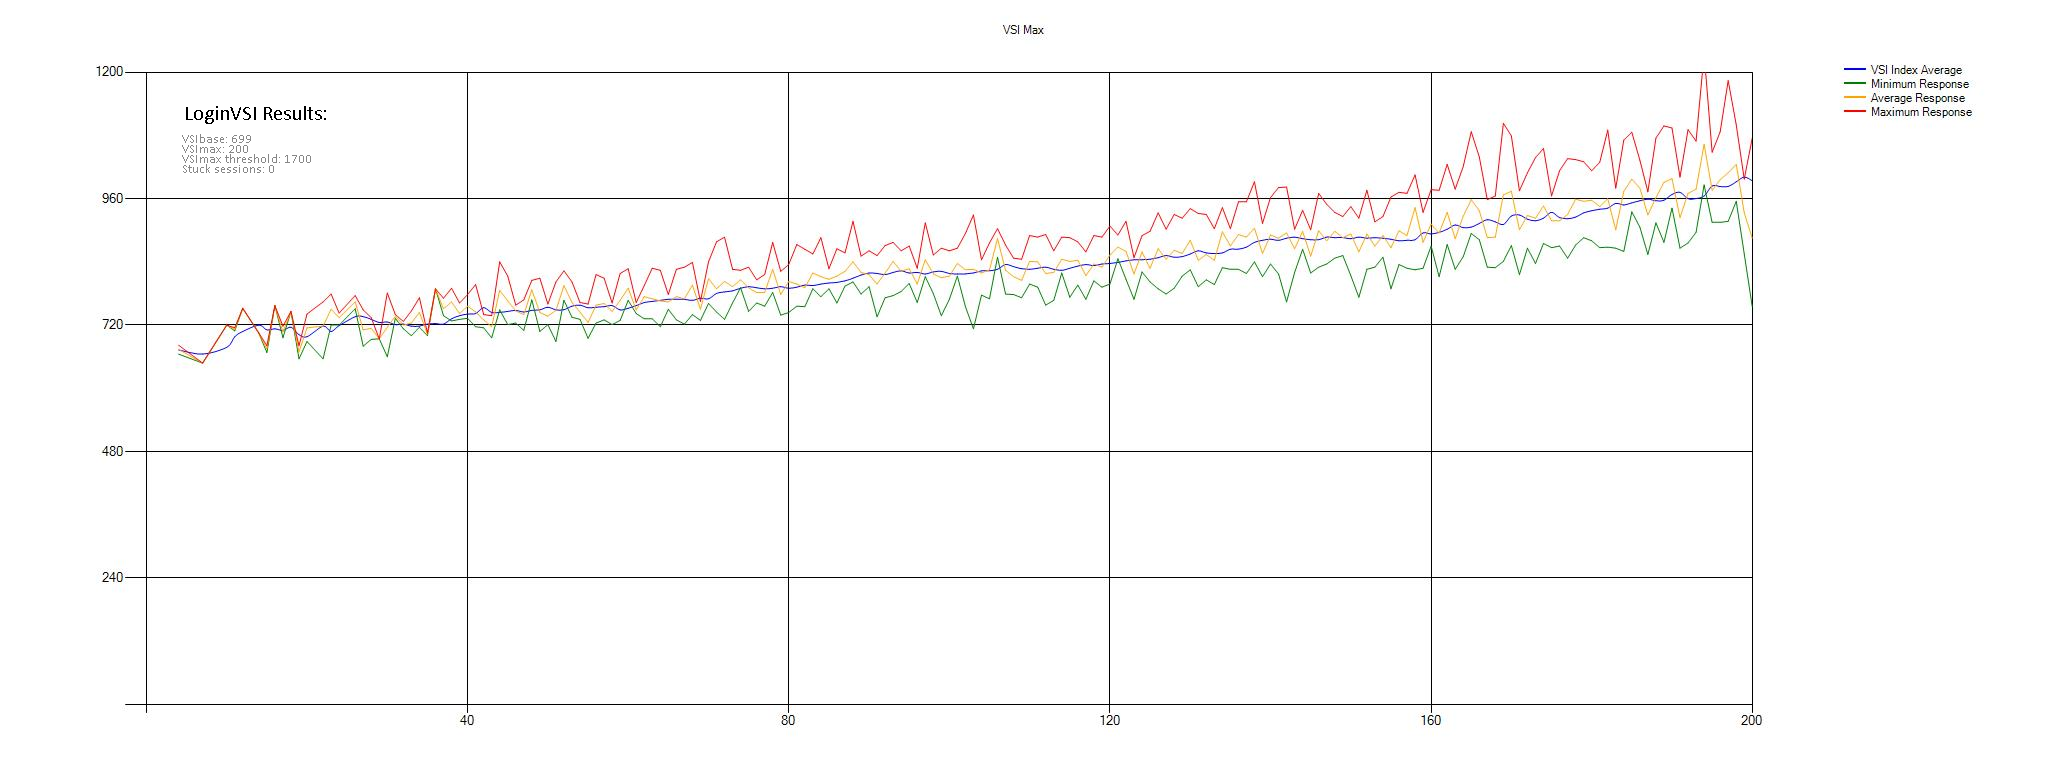 VSI Max
1200
960
720
480
240
LoginVSI Results:
VSIbase: 699
VSImax: 200
VSImax threshold: 1700
Stuck sessions: 0
40
80
120
160
200
VSI Index Average
Minimum Response
Average Response
Maximum Response